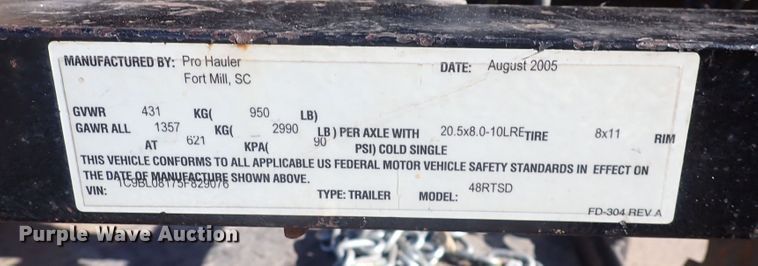 MANUFACTURED BY: Pro Hauler DATE: August 2005
Fort Mill, SC
GVWR 431 KG( 950 LB)
GAWR ALL 1357 KG( 2990 LB ) PER AXLE WITH 20.5x8.0-10LRE TIRE 8x11 RIM
AT 621 KPA( 90 PSI) COLD SINGLE
THIS VEHICLE CONFORMS TO ALL APPLICABLE US FEDERAL MOTOR VEHICLE SAFETY STANDARDS IN EFFECT ON
THE DATE OF MANUFACTURE SHOWN ABOVE.
VIN: 1C9BL08175F829076 TYPE: TRAILER MODEL: 48RTSD
FD-304 REV A
Purple Wave Auction